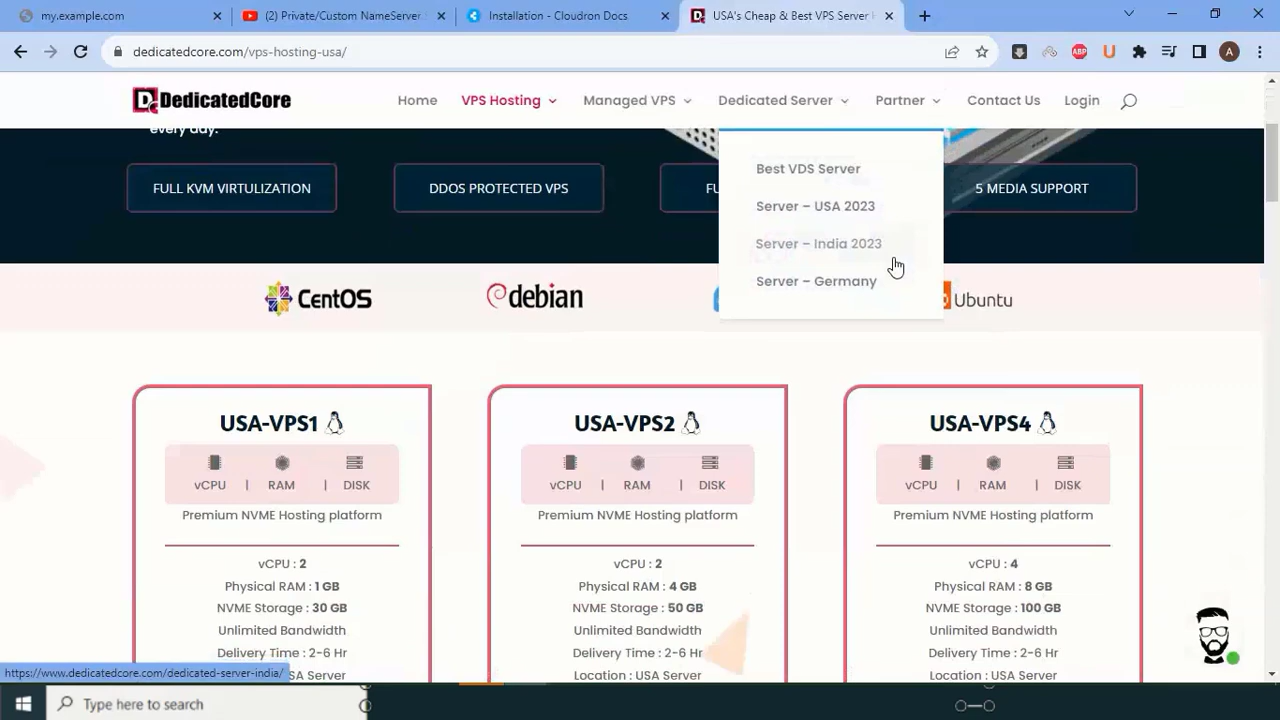 my.example.com
(2) Private/Custom NameServer
Installation - Cloudron Docs
USA's Cheap & Best VPS Server H
dedicatedcore.com/vps-hosting-usa/
ABP
U
A
DedicatedCore
Home
VPS Hosting
Managed VPS
Dedicated Server
Partner
Contact Us
Login
every day:
Best VDS Server
Server – USA 2023
Server – India 2023
Server – Germany
FULL KVM VIRTULIZATION
DDOS PROTECTED VPS
FU
5 MEDIA SUPPORT
CentOS
debian
Ubuntu
USA-VPS1
vCPU | RAM | DISK
Premium NVME Hosting platform
vCPU : 2
Physical RAM : 1 GB
NVME Storage : 30 GB
Unlimited Bandwidth
Delivery Time : 2-6 Hr
SA Server
USA-VPS2
vCPU | RAM | DISK
Premium NVME Hosting platform
vCPU : 2
Physical RAM : 4 GB
NVME Storage : 50 GB
Unlimited Bandwidth
Delivery Time : 2-6 Hr
Location : USA Server
USA-VPS4
vCPU | RAM | DISK
Premium NVME Hosting platform
vCPU : 4
Physical RAM : 8 GB
NVME Storage : 100 GB
Unlimited Bandwidth
Delivery Time : 2-6 Hr
Location : USA Server
https://www.dedicatedcore.com/dedicated-server-india/
Type here to search